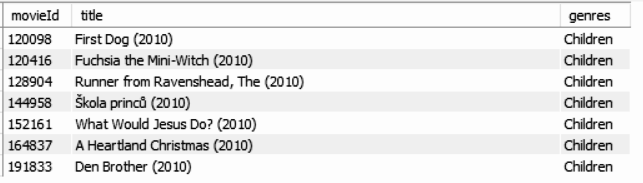 movieId title genres
120098 First Dog (2010) Children
120416 Fuchsia the Mini-Witch (2010) Children
128904 Runner from Ravenshead, The (2010) Children
144958 Škola princů (2010) Children
152161 What Would Jesus Do? (2010) Children
164837 A Heartland Christmas (2010) Children
191833 Den Brother (2010) Children